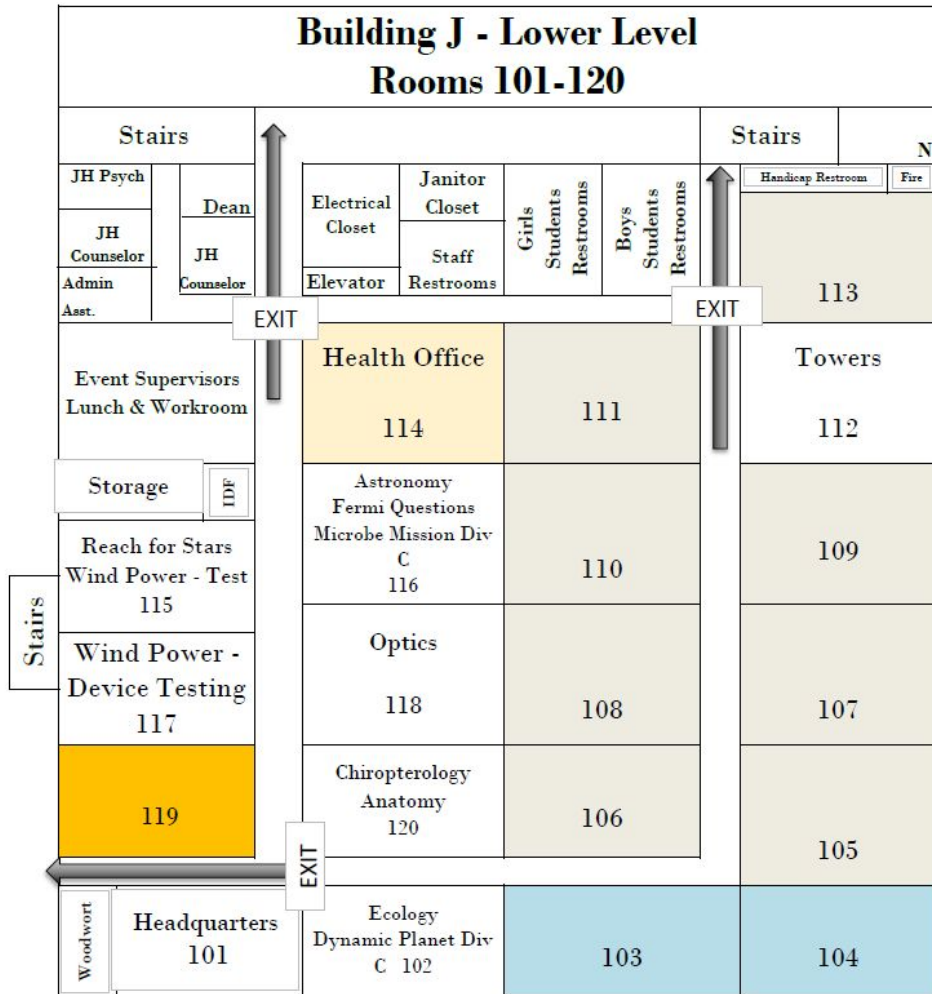 Building J - Lower Level
Rooms 101-120
Stairs
Stairs
N
JH Psych
Dean
JH
Counselor
JH
Counselor
Admin
Asst.
Electrical
Closet
Janitor
Closet
Elevator
Staff
Restrooms
Girls
Students
Restrooms
Boys
Students
Restrooms
Handicap Restroom
Fire
113
EXIT
EXIT
Event Supervisors
Lunch & Workroom
Health Office
114
111
Towers
112
Storage
IDF
Astronomy
Fermi Questions
Microbe Mission Div
C
116
110
109
Reach for Stars
Wind Power - Test
115
Stairs
Wind Power -
Device Testing
117
Optics
118
108
107
119
Chiropterology
Anatomy
120
106
105
EXIT
Woodwort
Headquarters
101
Ecology
Dynamic Planet Div
C 102
103
104